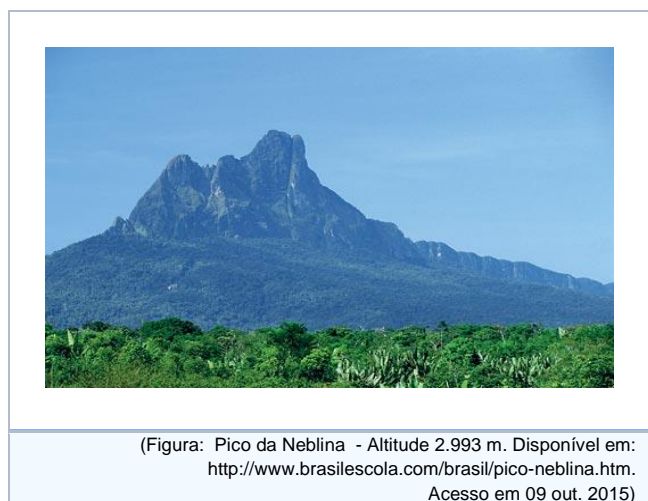 (Figura: Pico da Neblina - Altitude 2.993 m. Disponível em:
http://www.brasilescola.com/brasil/pico-neblina.htm.
Acesso em 09 out. 2015)